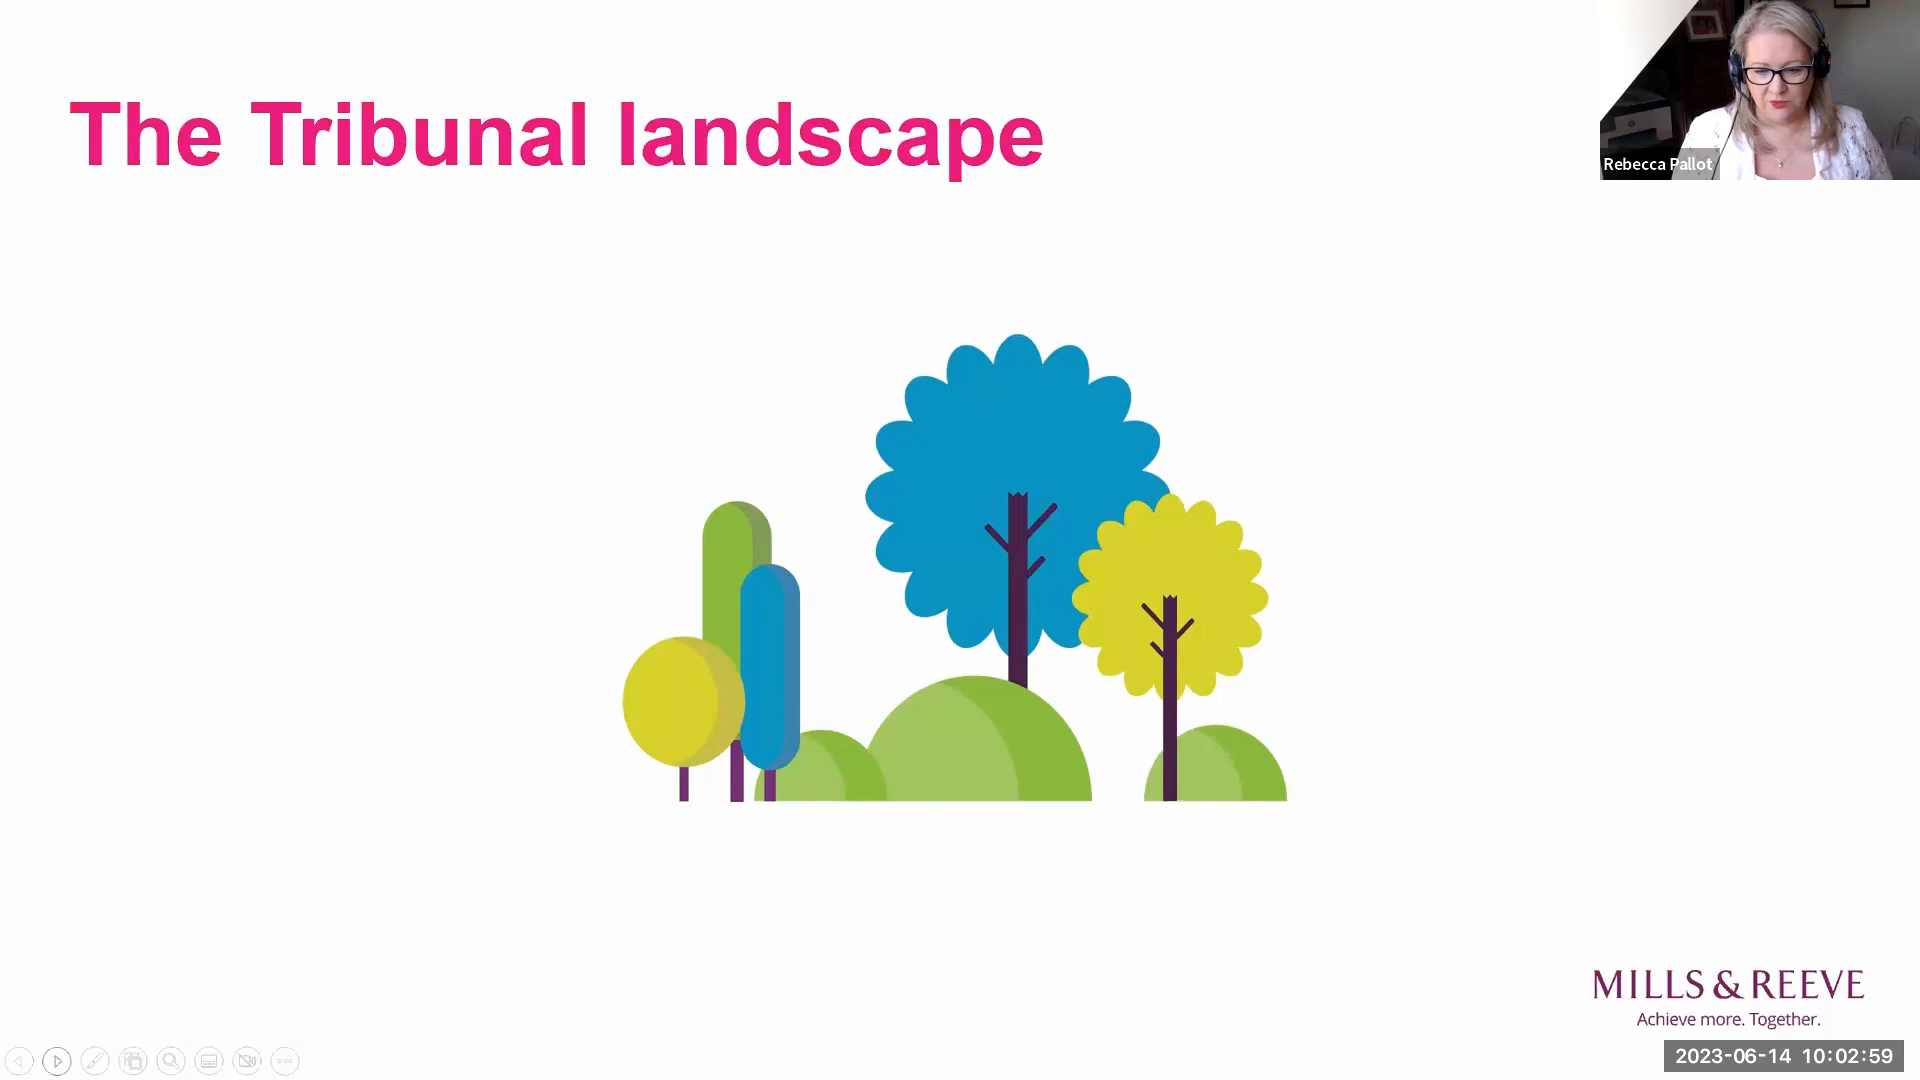 The Tribunal landscape
Rebecca Pallot
MILLS & REEVE
Achieve more. Together.
2023-06-14 10:02:59